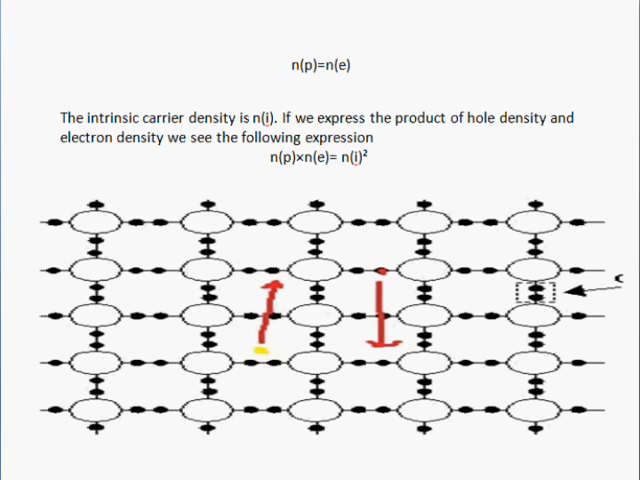 n(p)=n(e)
The intrinsic carrier density is n(i). If we express the product of hole density and
electron density we see the following expression
n(p)×n(e)= n(i)²